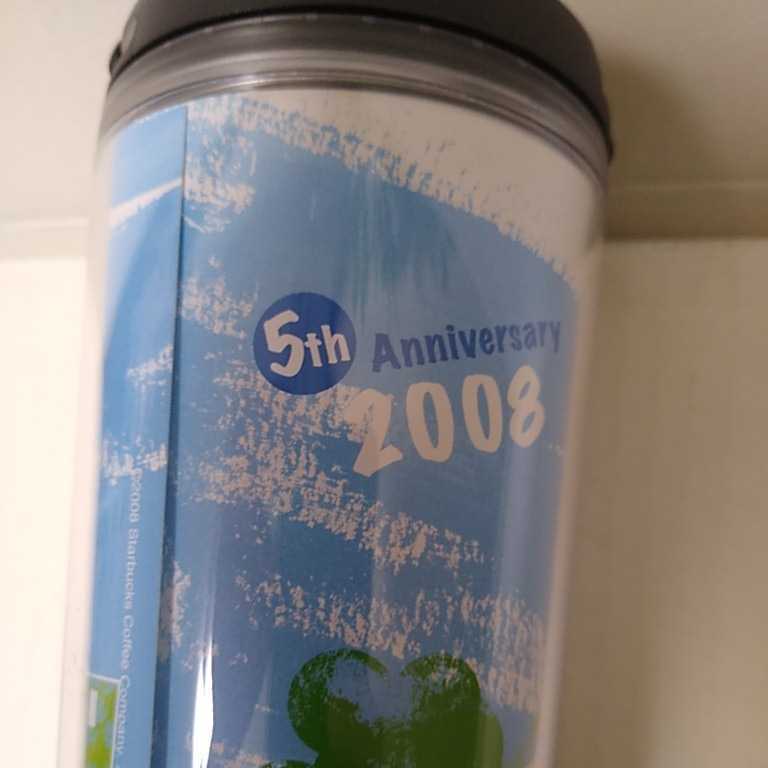 5th Anniversary
2008
©2008 Starbucks Coffee Company.